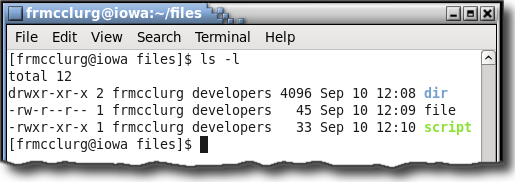 frmcclurg@iowa:~/files
File Edit View Search Terminal Help
[frmcclurg@iowa files]$ ls -l
total 12
drwxr-xr-x 2 frmcclurg developers 4096 Sep 10 12:08 dir
-rw-r--r-- 1 frmcclurg developers   45 Sep 10 12:09 file
-rwxr-xr-x 1 frmcclurg developers   33 Sep 10 12:10 script
[frmcclurg@iowa files]$